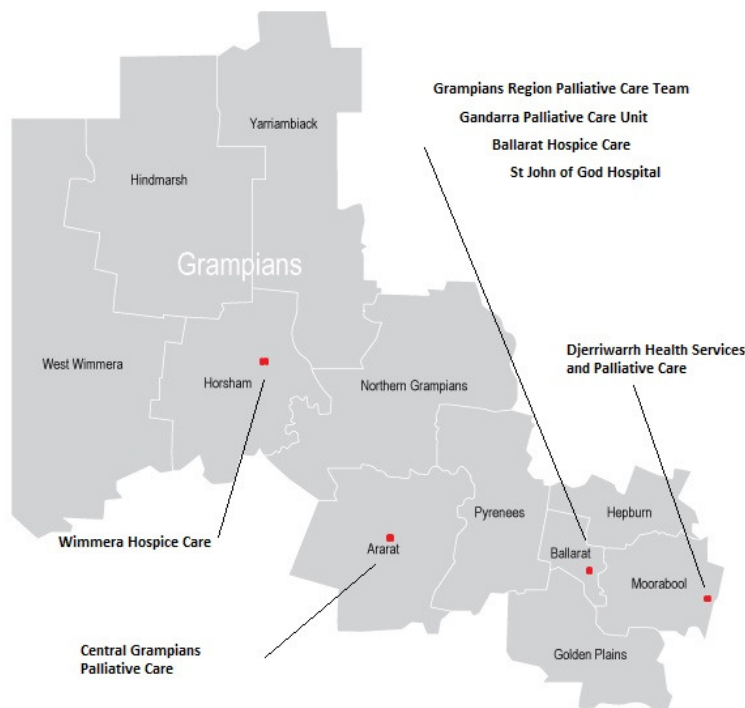 Grampians Region Palliative Care Team
Gandarra Palliative Care Unit
Ballarat Hospice Care
St John of God Hospital
Yarriambiack
Hindmarsh
Grampians
West Wimmera
Horsham
Northern Grampians
Djerriwarrh Health Services
and Palliative Care
Wimmera Hospice Care
Pyrenees
Hepburn
Ararat
Ballarat
Moorabool
Central Grampians
Palliative Care
Golden Plains